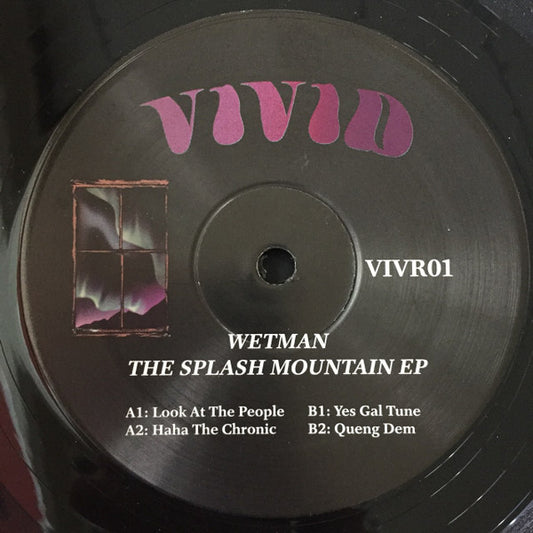 VIVID
VIVR01
WETMAN
THE SPLASH MOUNTAIN EP
A1: Look At The People
A2: Haha The Chronic
B1: Yes Gal Tune
B2: Queng Dem